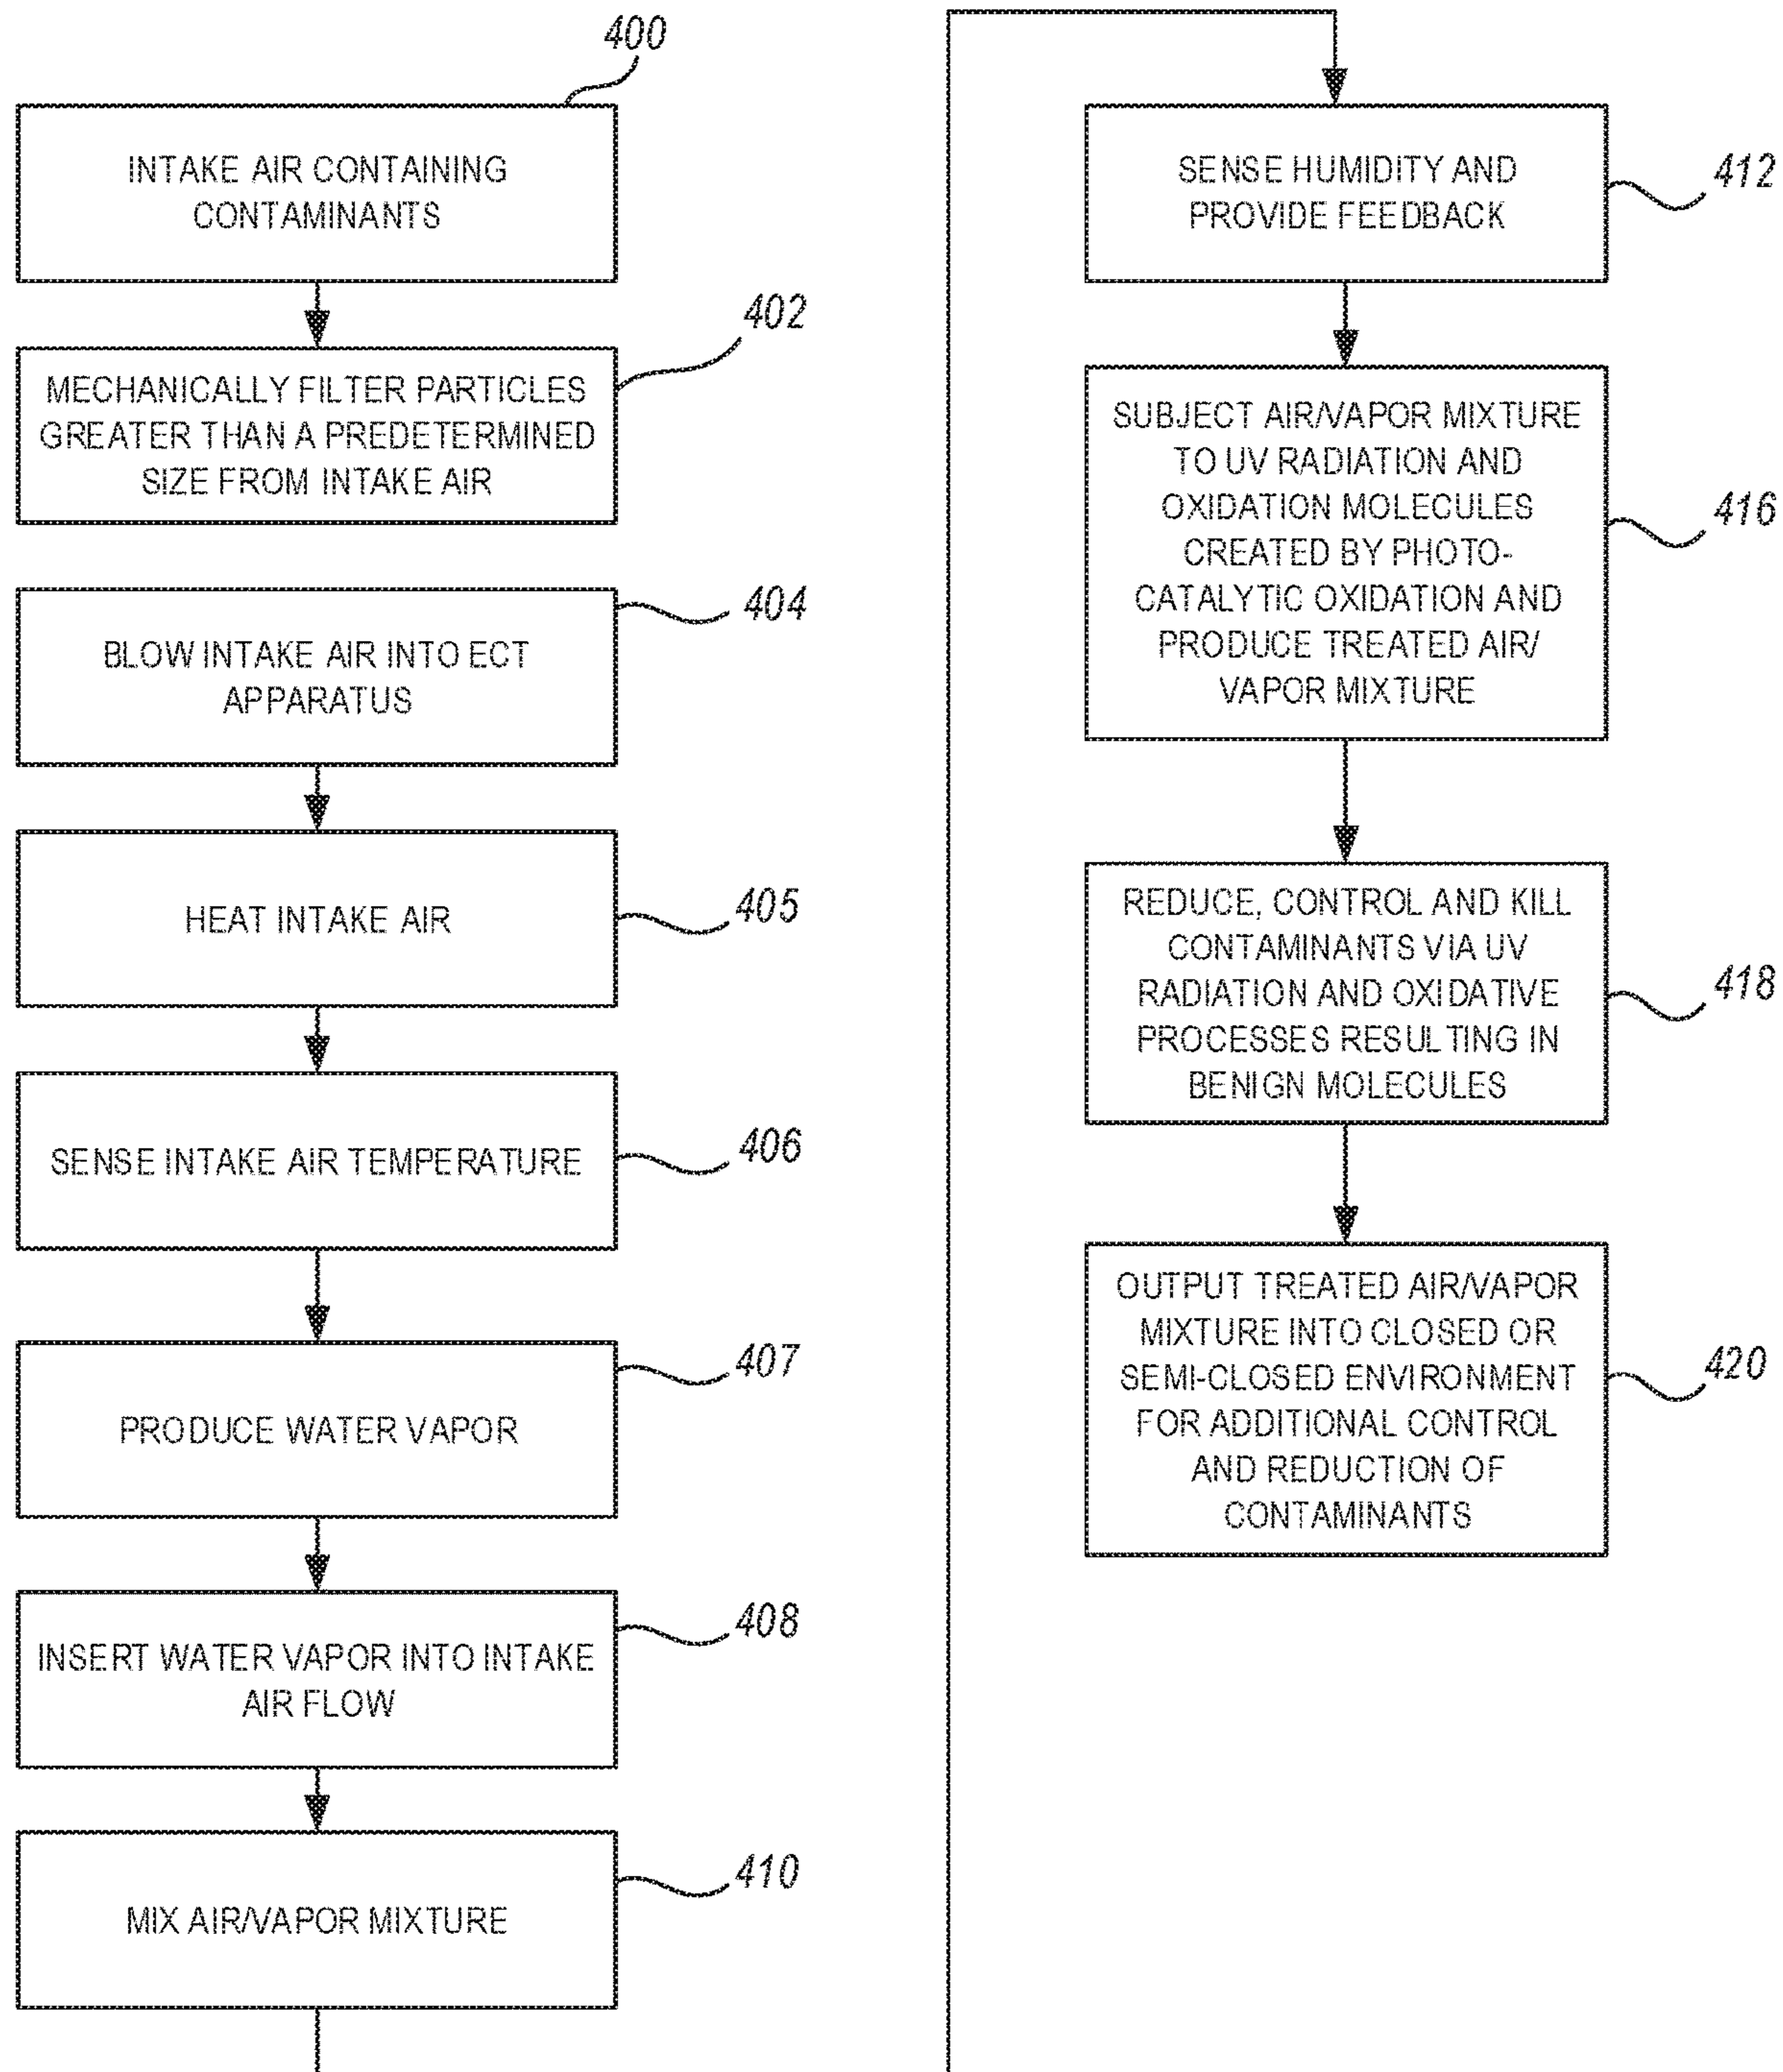 400
INTAKE AIR CONTAINING
CONTAMINANTS
402
MECHANICALLY FILTER PARTICLES
GREATER THAN A PREDETERMINED
SIZE FROM INTAKE AIR
404
BLOW INTAKE AIR INTO ECT
APPARATUS
405
HEAT INTAKE AIR
406
SENSE INTAKE AIR TEMPERATURE
407
PRODUCE WATER VAPOR
408
INSERT WATER VAPOR INTO INTAKE
AIR FLOW
410
MIX AIR/VAPOR MIXTURE
412
SENSE HUMIDITY AND
PROVIDE FEEDBACK
416
SUBJECT AIR/VAPOR MIXTURE
TO UV RADIATION AND
OXIDATION MOLECULES
CREATED BY PHOTO-
CATALYTIC OXIDATION AND
PRODUCE TREATED AIR/
VAPOR MIXTURE
418
REDUCE, CONTROL AND KILL
CONTAMINANTS VIA UV
RADIATION AND OXIDATIVE
PROCESSES RESULTING IN
BENIGN MOLECULES
420
OUTPUT TREATED AIR/VAPOR
MIXTURE INTO CLOSED OR
SEMI-CLOSED ENVIRONMENT
FOR ADDITIONAL CONTROL
AND REDUCTION OF
CONTAMINANTS